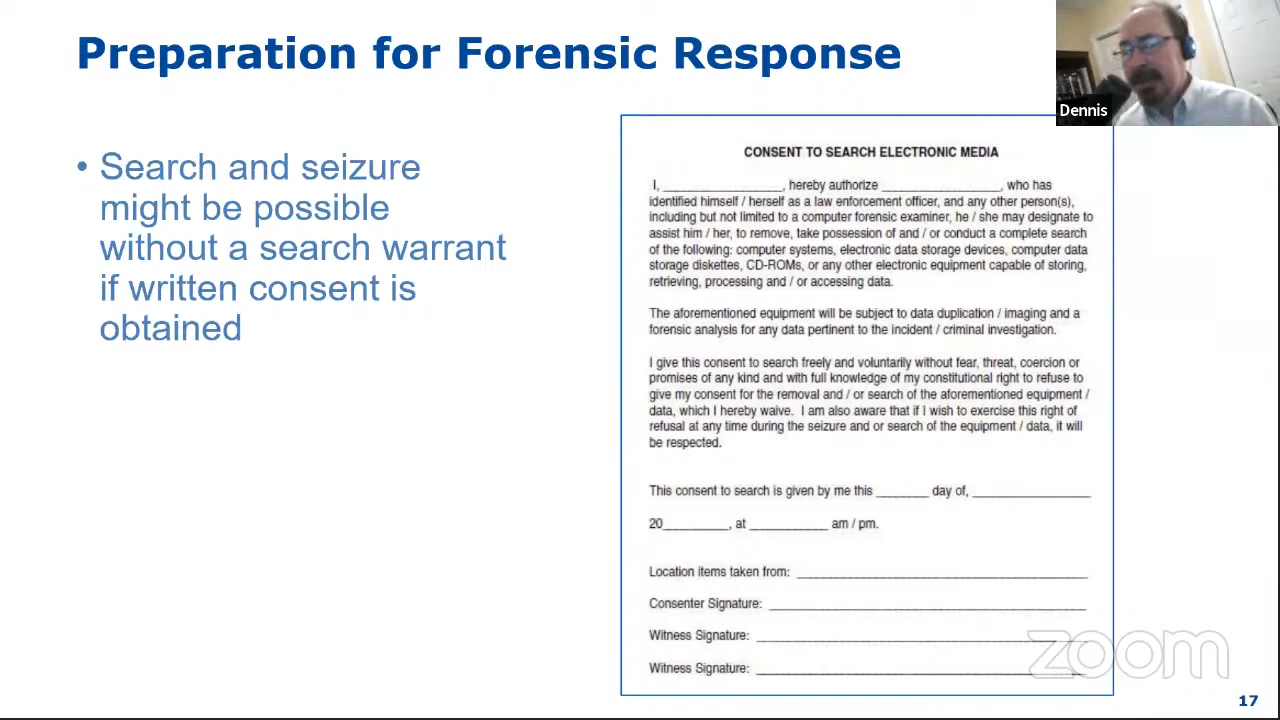 Preparation for Forensic Response
Dennis
• Search and seizure
might be possible
without a search warrant
if written consent is
obtained
CONSENT TO SEARCH ELECTRONIC MEDIA
I, ___________________, hereby authorize ___________________, who has
identified himself / herself as a law enforcement officer, and any other person(s),
including but not limited to a computer forensic examiner, he / she may designate to
assist him / her, to remove, take possession of and / or conduct a complete search
of the following: computer systems, electronic data storage devices, computer data
storage diskettes, CD-ROMs, or any other electronic equipment capable of storing,
retrieving, processing and / or accessing data.
The aforementioned equipment will be subject to data duplication / imaging and a
forensic analysis for any data pertinent to the incident / criminal investigation.
I give this consent to search freely and voluntarily without fear, threat, coercion or
promises of any kind and with full knowledge of my constitutional right to refuse to
give my consent for the removal and / or search of the aforementioned equipment /
data, which I hereby waive. I am also aware that if I wish to exercise this right of
refusal at any time during the seizure and or search of the equipment / data, it will
be respected.
This consent to search is given by me this ________ day of, ___________________
20__________, at ____________ am / pm.
Location items taken from: ______________________________________________
Consenter Signature: __________________________________________________
Witness Signature: ____________________________________________________
Witness Signature: ____________________________________________________
zoom
17